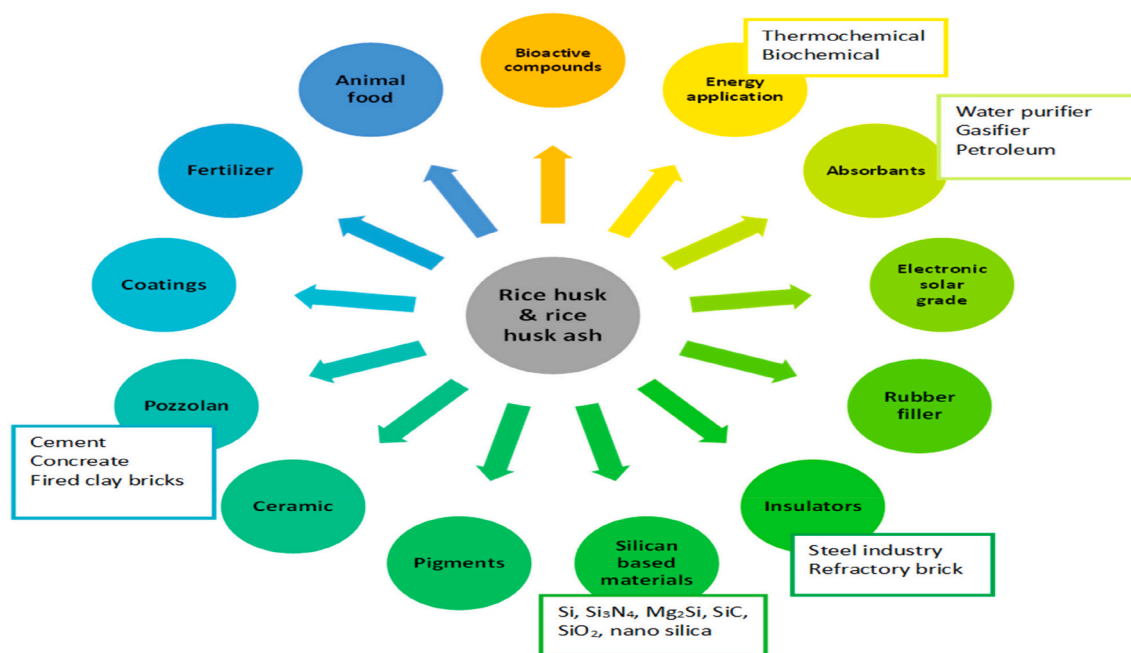 Bioactive
compounds
Energy
application
Thermochemical
Biochemical
Absorbants
Water purifier
Gasifier
Petroleum
Electronic
solar
grade
Rubber
filler
Insulators
Steel industry
Refractory brick
Silican
based
materials
Si, Si₃N₄, Mg₂Si, SiC,
SiO₂, nano silica
Pigments
Ceramic
Pozzolan
Cement
Concreate
Fired clay bricks
Coatings
Fertilizer
Animal
food
Rice husk
& rice
husk ash